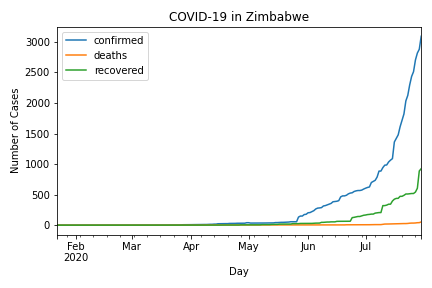 COVID-19 in Zimbabwe
confirmed
deaths
recovered
Number of Cases
3000
2500
2000
1500
1000
500
0
Feb Mar Apr May Jun Jul
2020
Day